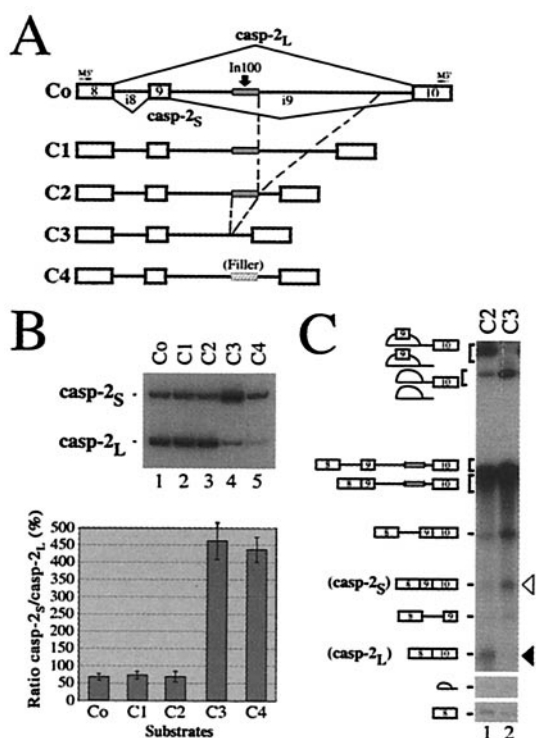 A
casp-2L
M5'
In100
M3'
Co 8 i8 9 i9 10
casp-2S
C1
C2
C3
(Filler)
C4
B
Co C1 C2 C3 C4
casp-2S
casp-2L
1 2 3 4 5
Ratio casp-2S/casp-2L (%)
500
450
400
350
300
250
200
150
100
50
0
Co C1 C2 C3 C4
Substrates
C
C2 C3
9 10
9
10
8 9 10
8 9 10
8 9 10
(casp-2S) 8 9 10
8 9
(casp-2L) 8 10
8
1 2